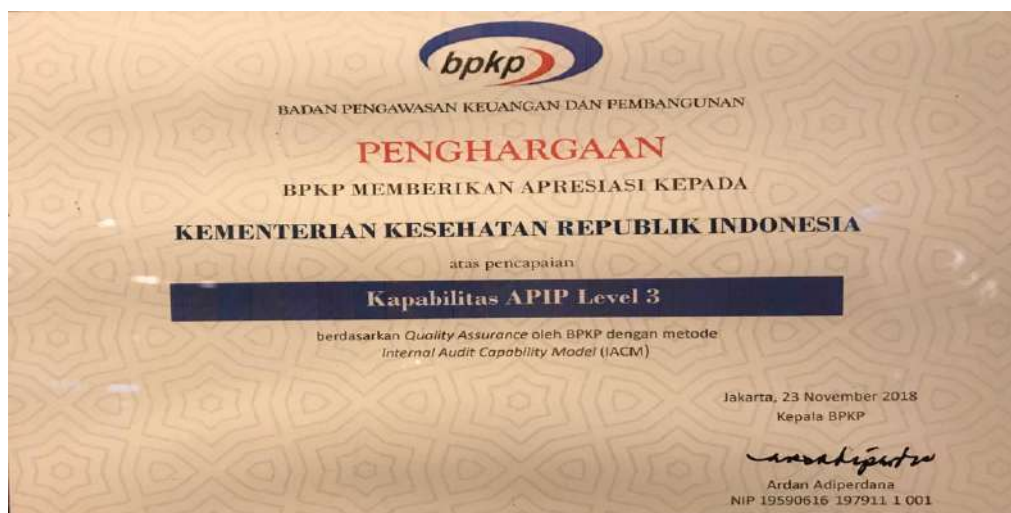 bpkp
BADAN PENGAWASAN KEUANGAN DAN PEMBANGUNAN
PENGHARGAAN
BPKP MEMBERIKAN APRESIASI KEPADA
KEMENTERIAN KESEHATAN REPUBLIK INDONESIA
atas pencapaian
Kapabilitas APIP Level 3
berdasarkan Quality Assurance oleh BPKP dengan metode
Internal Audit Capability Model (IACM)
Jakarta, 23 November 2018
Kepala BPKP
Ardan Adiperdana
NIP 19590616 197911 1 001